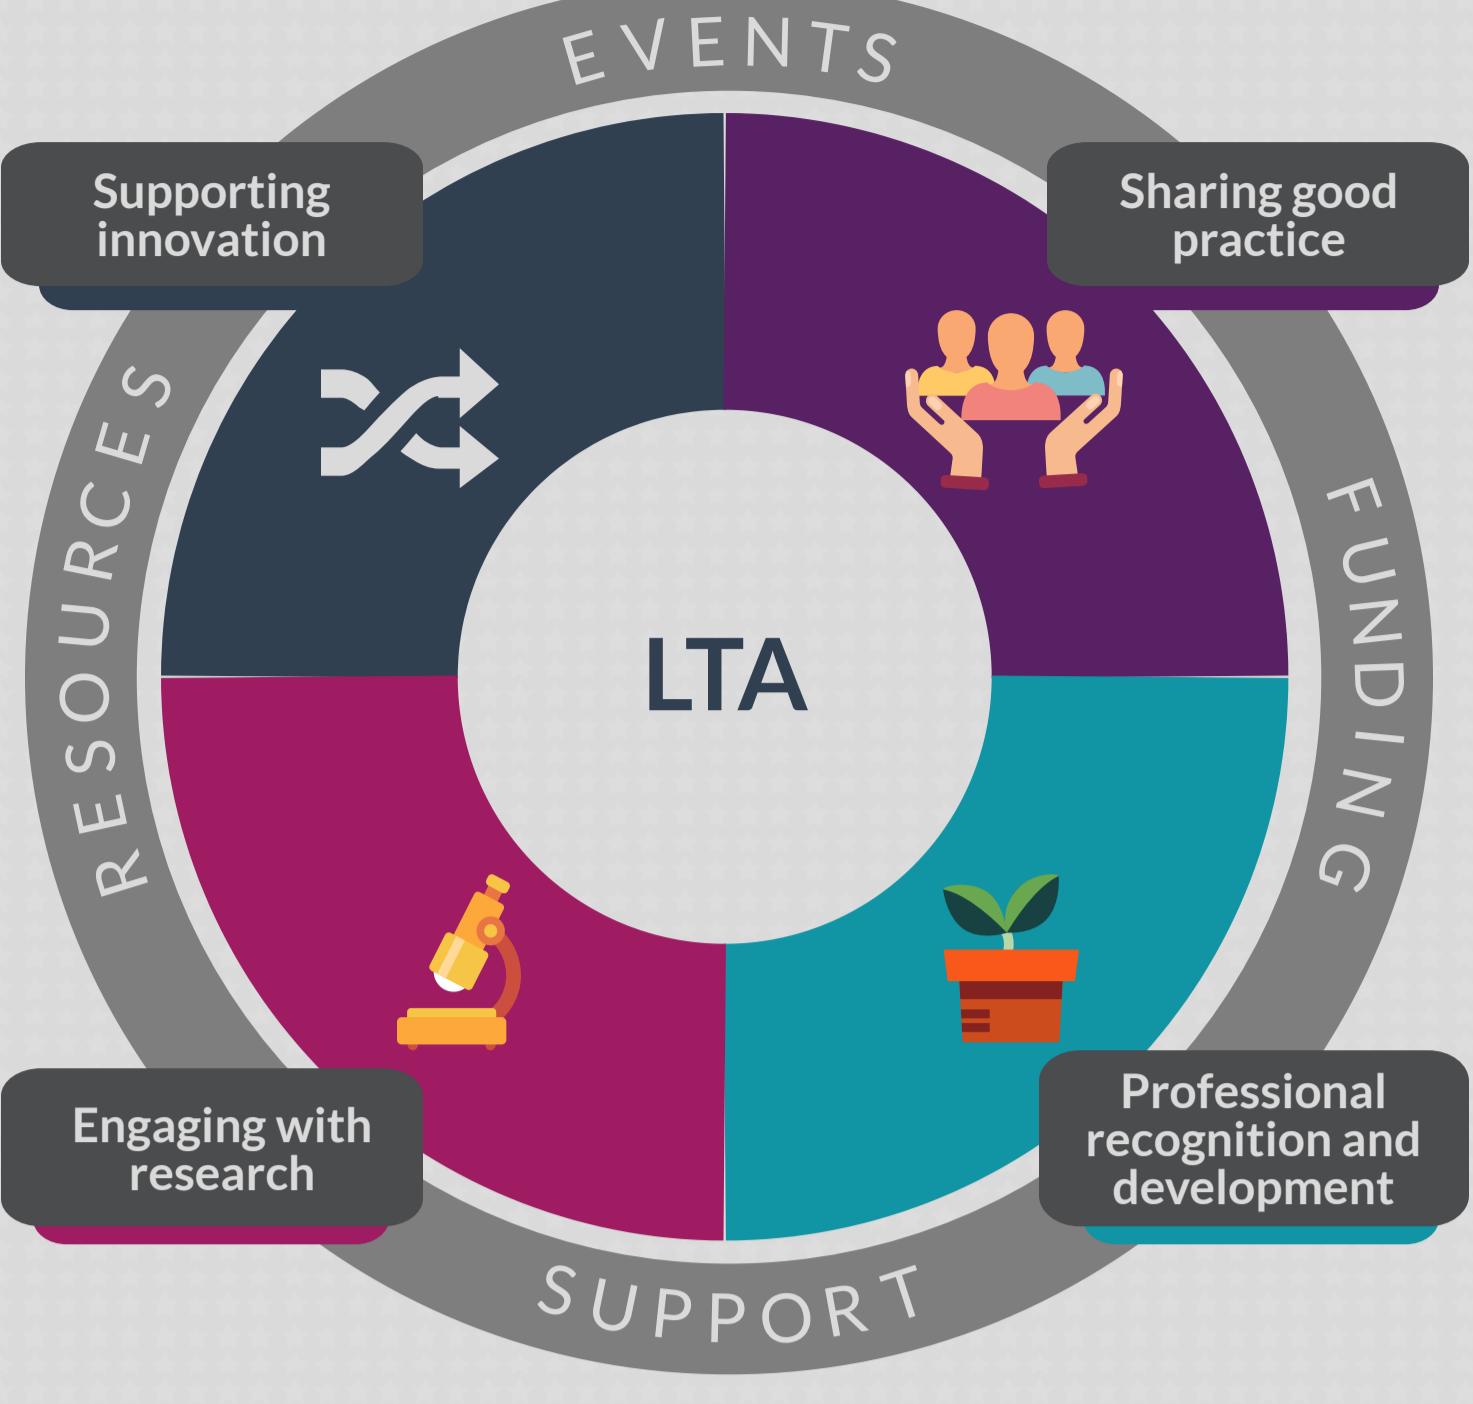 EVENTS
Supporting
innovation
Sharing good
practice
RESOURCES
FUNDING
LTA
Engaging with
research
Professional
recognition and
development
SUPPORT